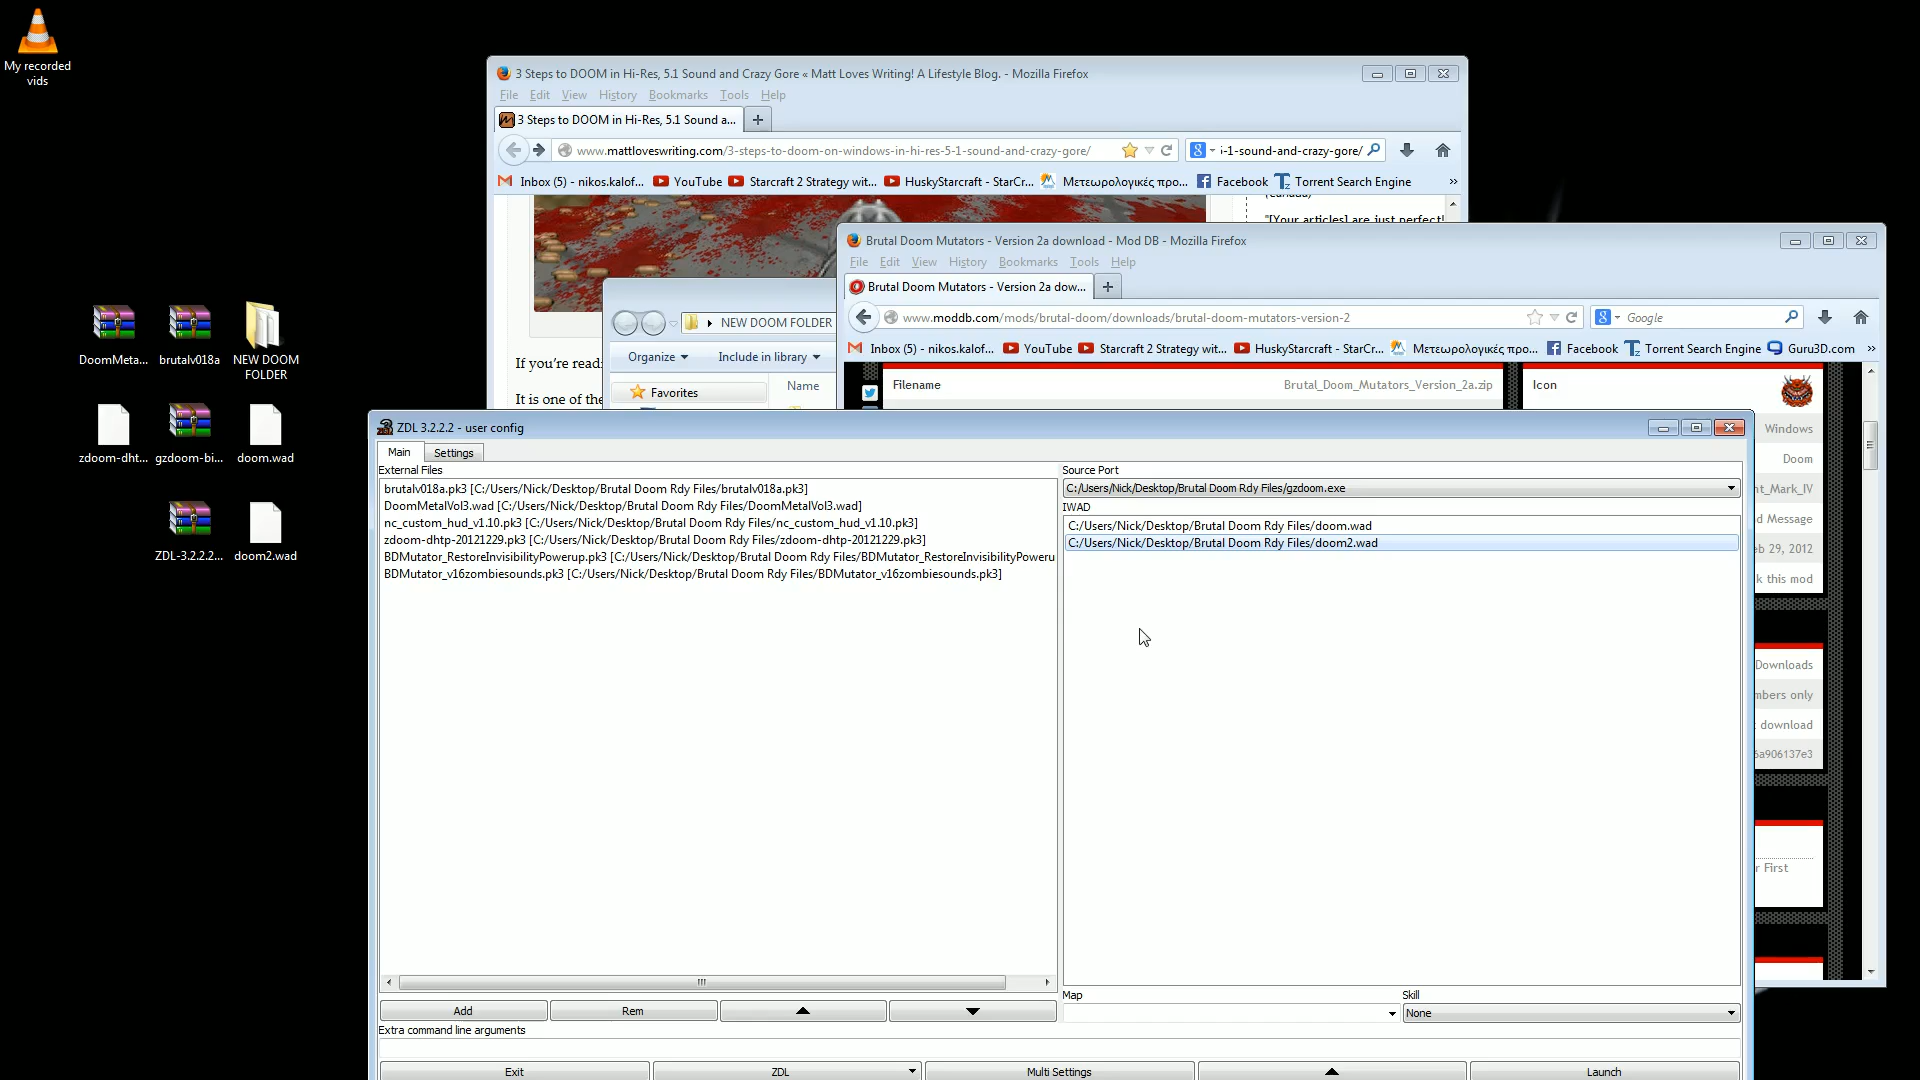 My recorded
vids
3 Steps to DOOM in Hi-Res, 5.1 Sound and Crazy Gore « Matt Loves Writing! A Lifestyle Blog. - Mozilla Firefox
File Edit View History Bookmarks Tools Help
3 Steps to DOOM in Hi-Res, 5.1 Sound a...
www.mattloveswriting.com/3-steps-to-doom-on-windows-in-hi-res-5-1-sound-and-crazy-gore/
i-1-sound-and-crazy-gore/
Inbox (5) - nikos.kalof... YouTube Starcraft 2 Strategy wit... HuskyStarcraft - StarCr... Μετεωρολογικές προ... Facebook Torrent Search Engine »
"[Your articles] are just perfect!
Brutal Doom Mutators - Version 2a download - Mod DB - Mozilla Firefox
File Edit View History Bookmarks Tools Help
Brutal Doom Mutators - Version 2a dow...
www.moddb.com/mods/brutal-doom/downloads/brutal-doom-mutators-version-2
Google
Inbox (5) - nikos.kalof... YouTube Starcraft 2 Strategy wit... HuskyStarcraft - StarCr... Μετεωρολογικές προ... Facebook Torrent Search Engine Guru3D.com »
Filename Brutal_Doom_Mutators_Version_2a.zip
Icon
Windows
Doom
nt_Mark_IV
d Message
eb 29, 2012
k this mod
Downloads
mbers only
download
6a906137e3
r First
NEW DOOM FOLDER
Organize
Include in library
Favorites
Name
If you're readi
It is one of the
DoomMeta...
brutalv018a
NEW DOOM
FOLDER
zdoom-dht...
gzdoom-bi...
doom.wad
ZDL-3.2.2.2...
doom2.wad
ZDL 3.2.2.2 - user config
Main Settings
External Files
brutalv018a.pk3 [C:/Users/Nick/Desktop/Brutal Doom Rdy Files/brutalv018a.pk3]
DoomMetalVol3.wad [C:/Users/Nick/Desktop/Brutal Doom Rdy Files/DoomMetalVol3.wad]
nc_custom_hud_v1.10.pk3 [C:/Users/Nick/Desktop/Brutal Doom Rdy Files/nc_custom_hud_v1.10.pk3]
zdoom-dhtp-20121229.pk3 [C:/Users/Nick/Desktop/Brutal Doom Rdy Files/zdoom-dhtp-20121229.pk3]
BDMutator_RestoreInvisibilityPowerup.pk3 [C:/Users/Nick/Desktop/Brutal Doom Rdy Files/BDMutator_RestoreInvisibilityPoweru
BDMutator_v16zombiesounds.pk3 [C:/Users/Nick/Desktop/Brutal Doom Rdy Files/BDMutator_v16zombiesounds.pk3]
Source Port
C:/Users/Nick/Desktop/Brutal Doom Rdy Files/gzdoom.exe
IWAD
C:/Users/Nick/Desktop/Brutal Doom Rdy Files/doom.wad
C:/Users/Nick/Desktop/Brutal Doom Rdy Files/doom2.wad
Add
Rem
Map
Skill
None
Extra command line arguments
Exit
ZDL
Multi Settings
Launch